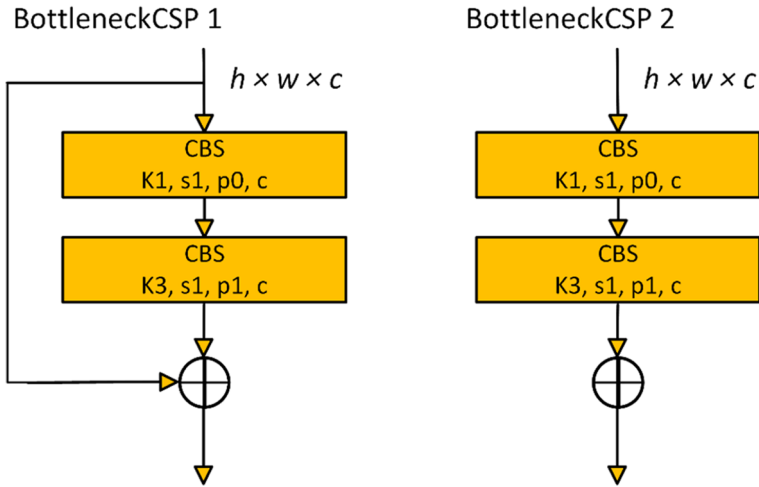 BottleneckCSP 1
h × w × c
CBS
K1, s1, p0, c
CBS
K3, s1, p1, c
BottleneckCSP 2
h × w × c
CBS
K1, s1, p0, c
CBS
K3, s1, p1, c